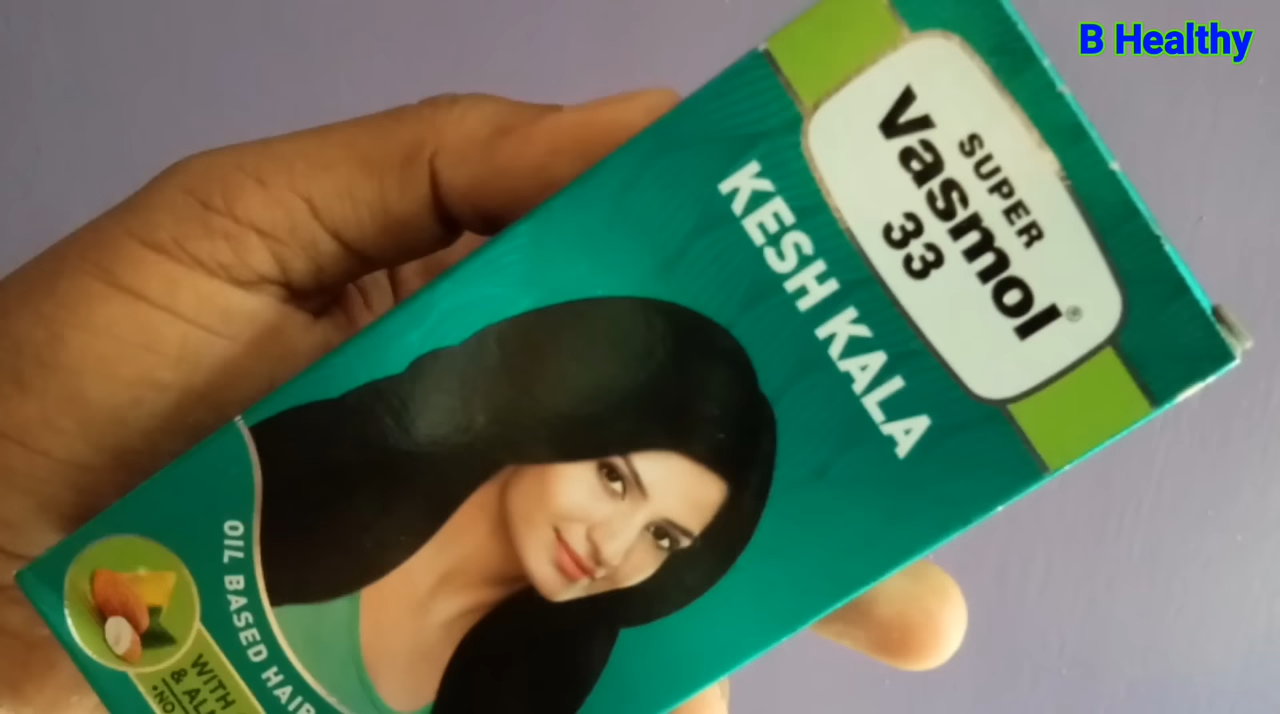 B Healthy
SUPER
Vasmol®
33
KESH KALA
OIL BASED HAIR
WITH
&